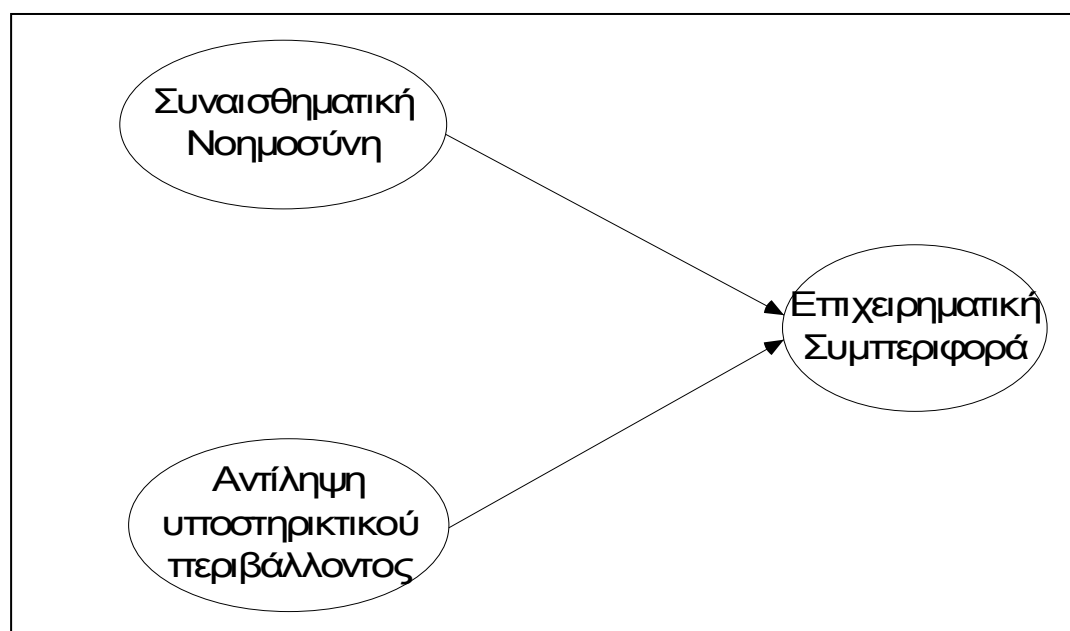 Συναισθηματική
Νοημοσύνη
Επιχειρηματική
Συμπεριφορά
Αντίληψη
υποστηρικτικού
περιβάλλοντος